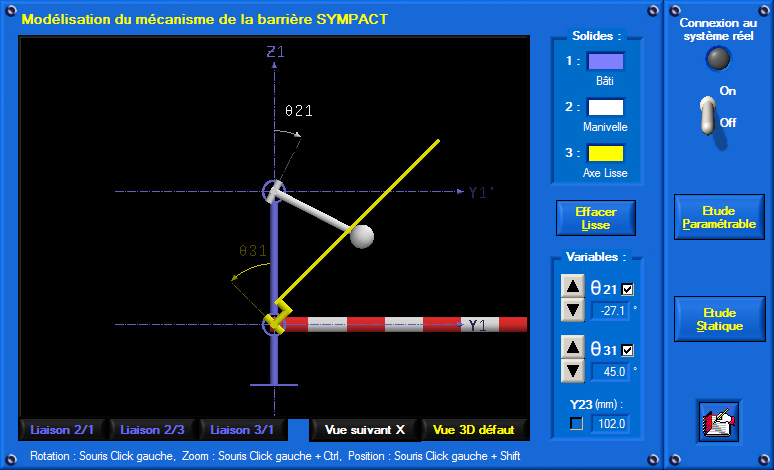 Modélisation du mécanisme de la barrière SYMPACT
Z1
θ21
Y1'
θ31
Y1
Liaison 2/1
Liaison 2/3
Liaison 3/1
Vue suivant X
Vue 3D défaut
Rotation : Souris Click gauche, Zoom : Souris Click gauche + Ctrl, Position : Souris Click gauche + Shift
Solides :
1 :
Bâti
2 :
Manivelle
3 :
Axe Lisse
Effacer
Lisse
Variables :
θ 21
-27.1 °
θ 31
45.0 °
Y23 (mm) :
102.0
Connexion au
système réel
On
Off
Etude
Paramétrable
Etude
Statique